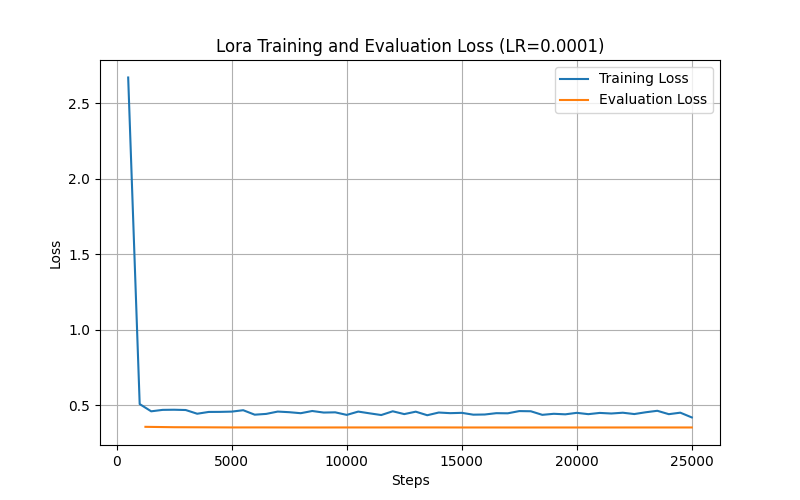 Lora Training and Evaluation Loss (LR=0.0001)
Training Loss
Evaluation Loss
2.5
2.0
1.5
1.0
0.5
Loss
0
5000
10000
15000
20000
25000
Steps